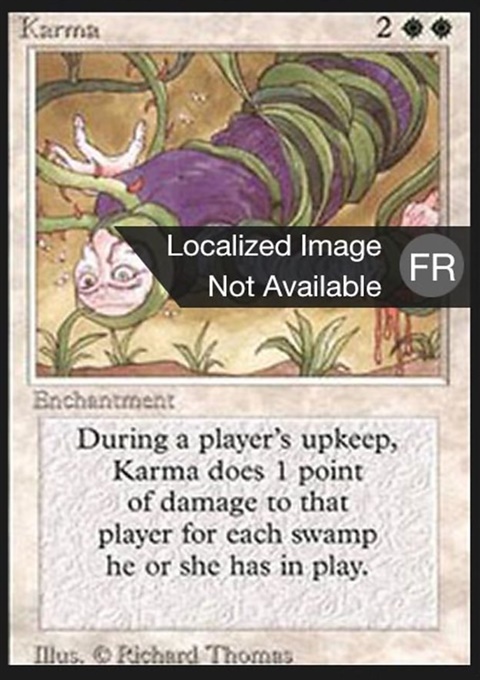 Karma 2
Localized Image
Not Available
FR
Enchantment
During a player's upkeep,
Karma does 1 point
of damage to that
player for each swamp
he or she has in play.
Illus. © Richard Thomas